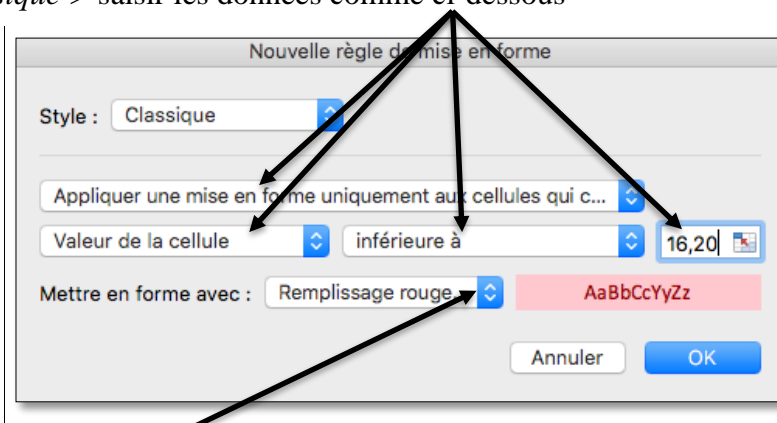 ique > saisir les données comme ci-dessous
Nouvelle règle de mise en forme
Style : Classique
Appliquer une mise en forme uniquement aux cellules qui c...
Valeur de la cellule inférieure à 16,20
Mettre en forme avec : Remplissage rouge... AaBbCcYyZz
Annuler OK